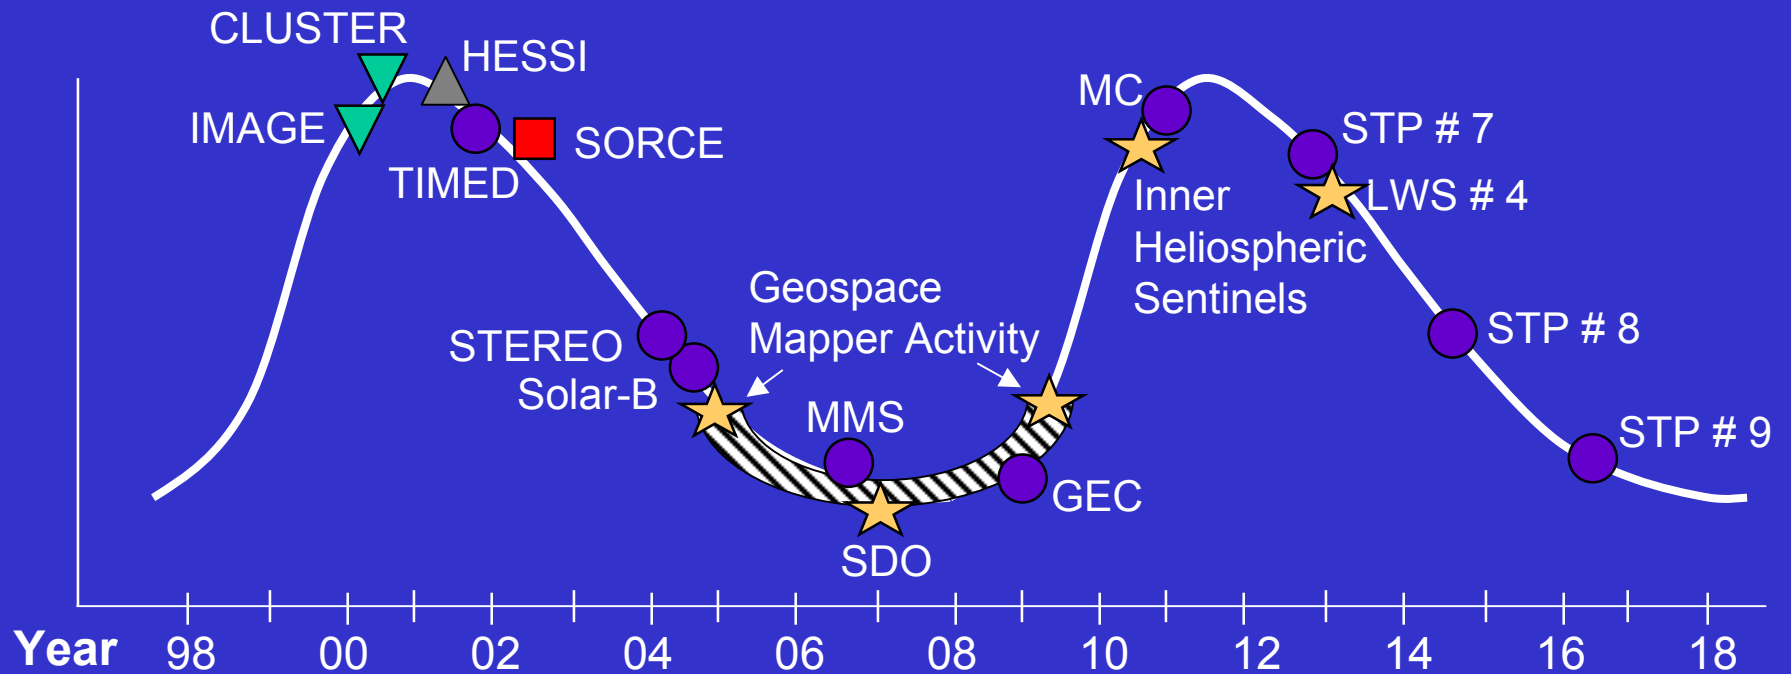 CLUSTER
HESSI
IMAGE
TIMED
SORCE
MC
STP # 7
LWS # 4
Inner
Heliospheric
Sentinels
Geospace
Mapper Activity
STEREO
Solar-B
MMS
STP # 8
STP # 9
GEC
SDO
Year 98 00 02 04 06 08 10 12 14 16 18